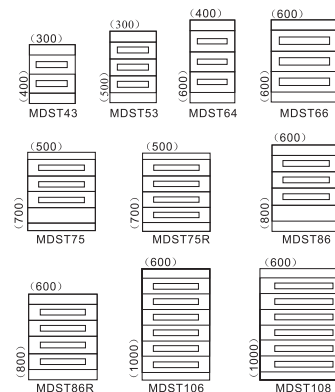 (300) (300) (400) (600)
(400) (500) (600) (600)
MDST43 MDST53 MDST64 MDST66
(500) (500) (600)
(700) (700) (800)
MDST75 MDST75R MDST86
(600) (600) (600)
(800) (1000) (1000)
MDST86R MDST106 MDST108